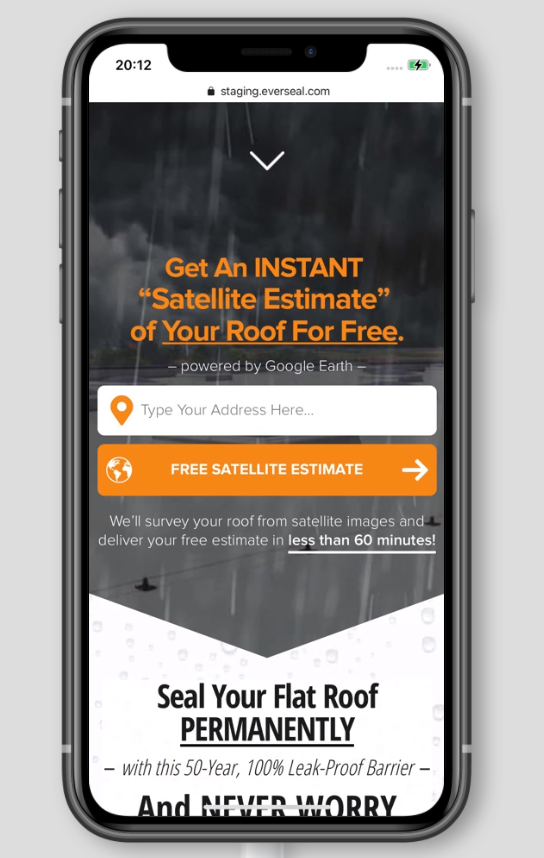 20:12
staging.everseal.com
Get An INSTANT
“Satellite Estimate”
of Your Roof For Free.
– powered by Google Earth –
Type Your Address Here...
FREE SATELLITE ESTIMATE
We’ll survey your roof from satellite images and
deliver your free estimate in less than 60 minutes!
Seal Your Flat Roof
PERMANENTLY
– with this 50-Year, 100% Leak-Proof Barrier –
And NEVER WORRY